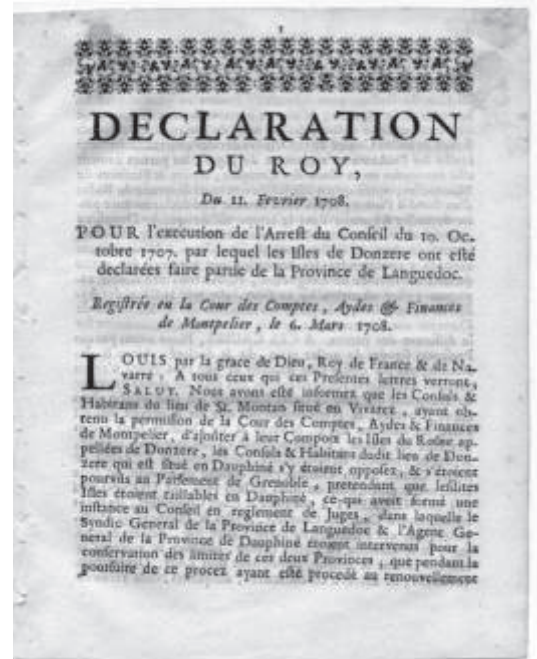 1
DECLARATION
DU ROY,
Du 11. Fevrier 1708.
POUR l'execution de l'Arrest du Conseil du 10. Oc-
tobre 1707. par lequel les Isles de Donzere ont esté
declarées faire partie de la Province de Languedoc.
Registrée en la Cour des Comptes, Aydes & Finances
de Montpelier, le 6. Mars 1708.
LOUIS par la grace de Dieu, Roy de France & de Na-
varre. A tous ceux qui ces Presentes lettres verront,
SALUT. Nous avons esté informez que les Consuls &
Habitans du lieu de St. Montan situé en Vivarez, ayant ob-
tenu la permission de la Cour des Comptes, Aydes & Finances
de Montpelier, d'ajoûter à leur Compoix les Isles du Rosne ap-
pellées de Donzere, les Consuls & Habitans dudit lieu de Don-
zere qui est situé en Dauphiné s'y étoient opposez, & s'étoient
pourvûs au Parlement de Grenoble, pretendant que lesdites
Isles étoient taillables en Dauphiné, ce-qui avoit formé une
instance au Conseil en reglement de Juges, dans laquelle le
Syndic General de la Province de Languedoc & l'Agent Ge-
neral de la Province de Dauphiné étoient intervenus pour la
conservation des limites de ces deux Provinces, que pendant la
poursuite de ce procez ayant esté procedé au renouvellement